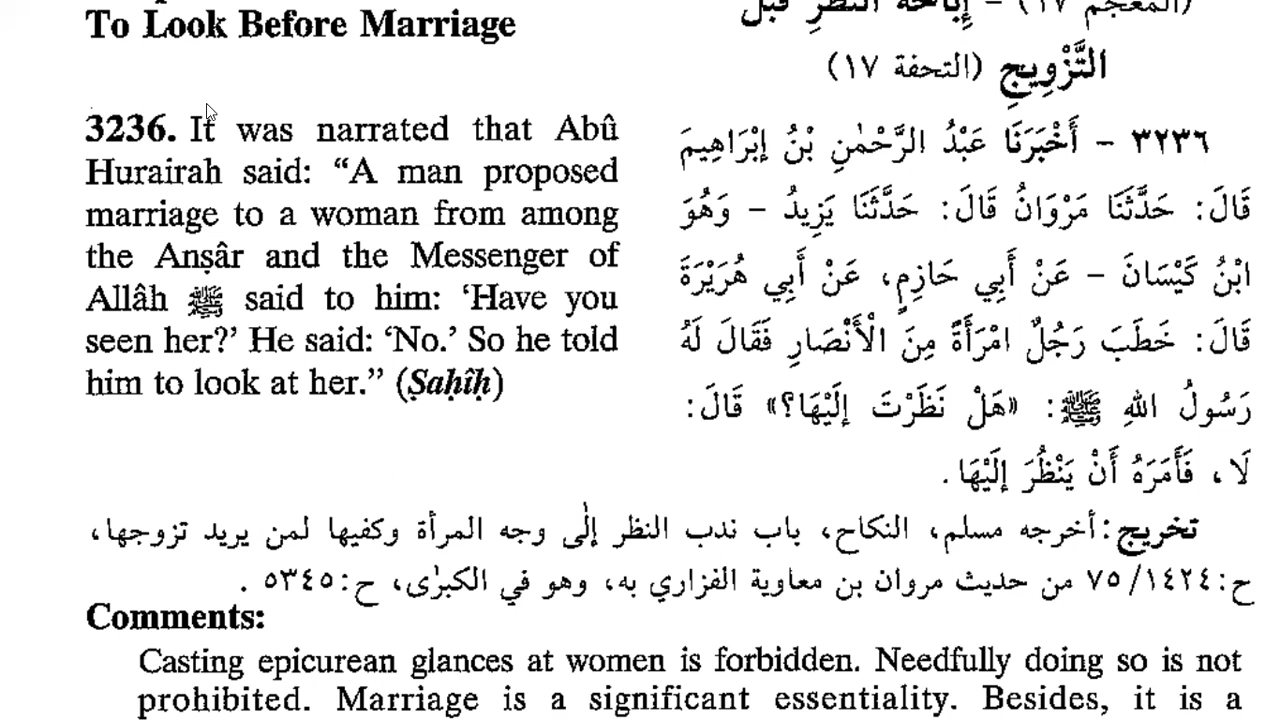 To Look Before Marriage
(المعجم ١٧) - إِبَاحَةُ النَّظَرِ قَبْلَ
التَّزْوِيجِ (التحفة ١٧)
3236. It was narrated that Abû
Hurairah said: “A man proposed
marriage to a woman from among
the Anṣâr and the Messenger of
Allâh ﷺ said to him: ‘Have you
seen her?’ He said: ‘No.’ So he told
him to look at her.” (Ṣaḥîḥ)
٣٢٣٦ - أَخْبَرَنَا عَبْدُ الرَّحْمٰنِ بْنُ إِبْرَاهِيمَ
قَالَ: حَدَّثَنَا مَرْوَانُ قَالَ: حَدَّثَنَا يَزِيدُ - وَهُوَ
ابْنُ كَيْسَانَ - عَنْ أَبِي حَازِمٍ، عَنْ أَبِي هُرَيْرَةَ
قَالَ: خَطَبَ رَجُلٌ امْرَأَةً مِنَ الْأَنْصَارِ فَقَالَ لَهُ
رَسُولُ اللهِ ﷺ: «هَلْ نَظَرْتَ إِلَيْهَا؟» قَالَ:
لَا، فَأَمَرَهُ أَنْ يَنْظُرَ إِلَيْهَا.
تخريج: أخرجه مسلم، النكاح، باب ندب النظر إلٰى وجه المرأة وكفيها لمن يريد تزوجها،
ح: ٧٥/١٤٢٤ من حديث مروان بن معاوية الفزاري به، وهو في الكبرٰى، ح: ٥٣٤٥.
Comments:
Casting epicurean glances at women is forbidden. Needfully doing so is not
prohibited. Marriage is a significant essentiality. Besides, it is a